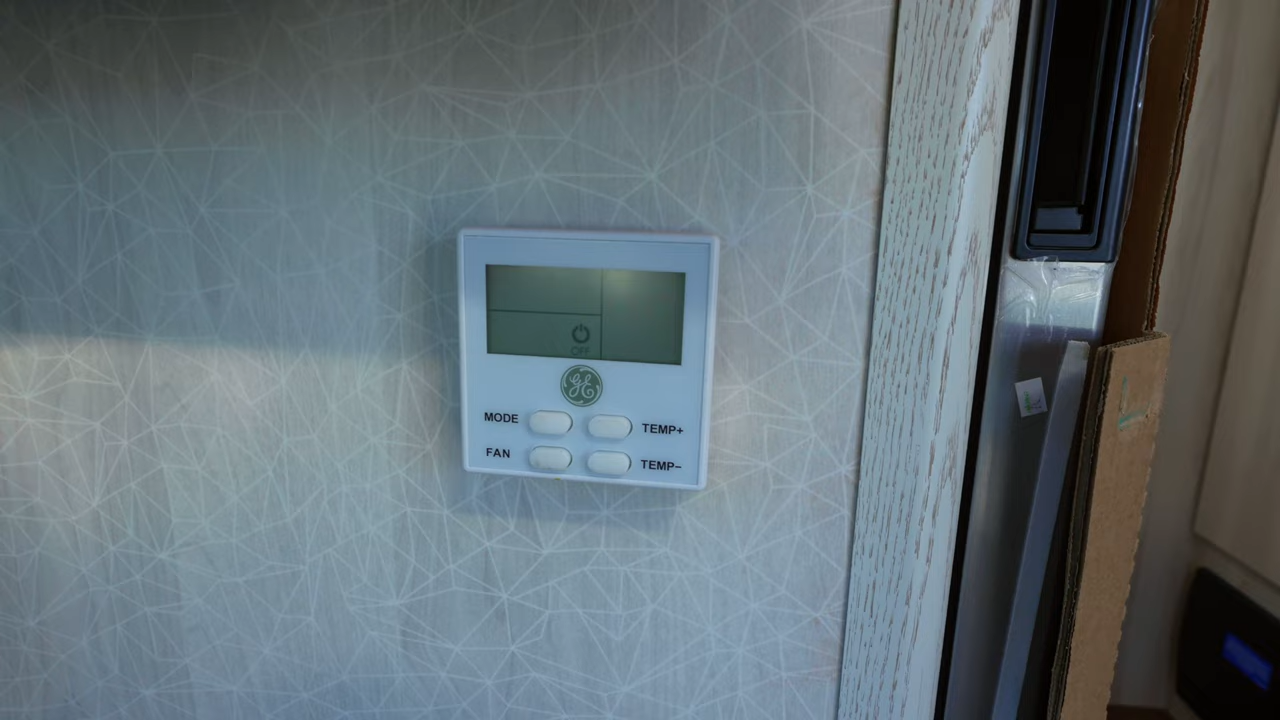 OFF
GE
MODE
TEMP+
FAN
TEMP-